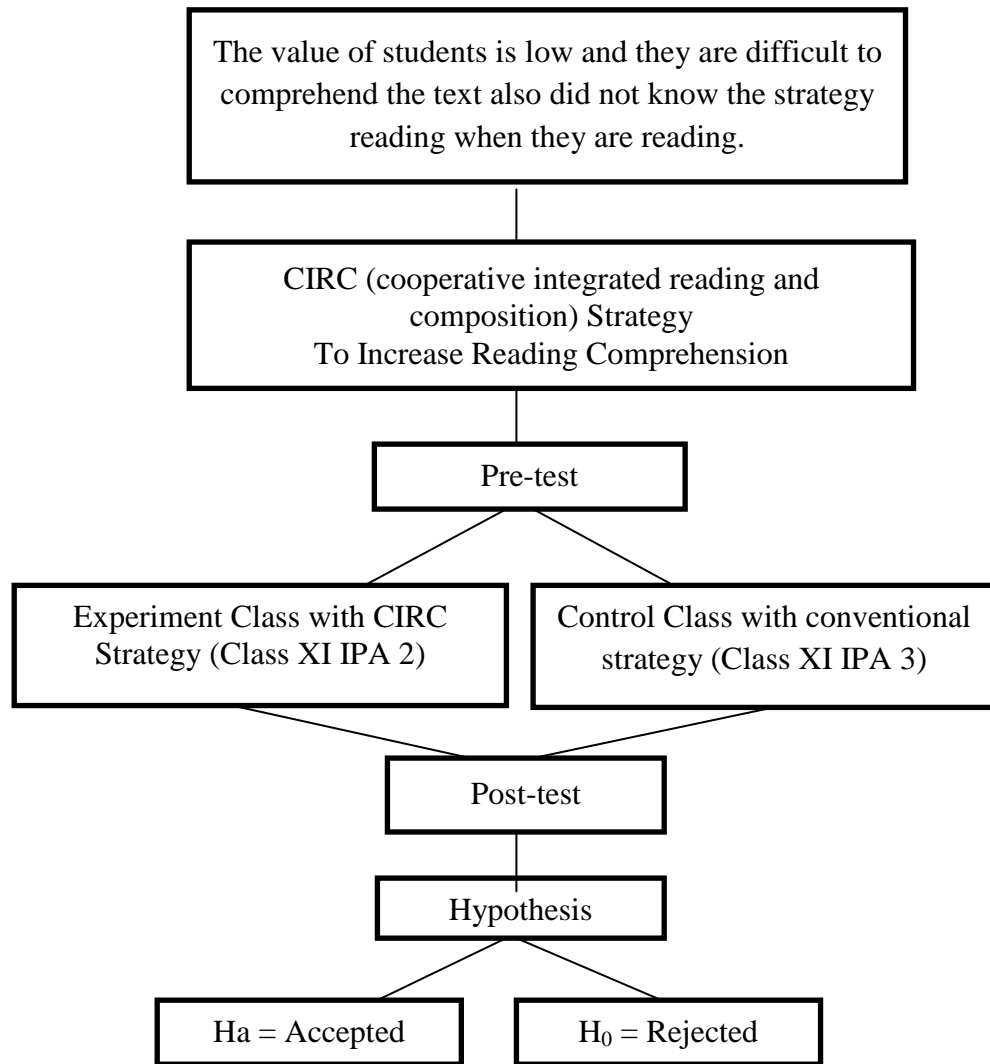 The value of students is low and they are difficult to
comprehend the text also did not know the strategy
reading when they are reading.
CIRC (cooperative integrated reading and
composition) Strategy
To Increase Reading Comprehension
Pre-test
Experiment Class with CIRC
Strategy (Class XI IPA 2)
Control Class with conventional
strategy (Class XI IPA 3)
Post-test
Hypothesis
Ha = Accepted
H₀ = Rejected